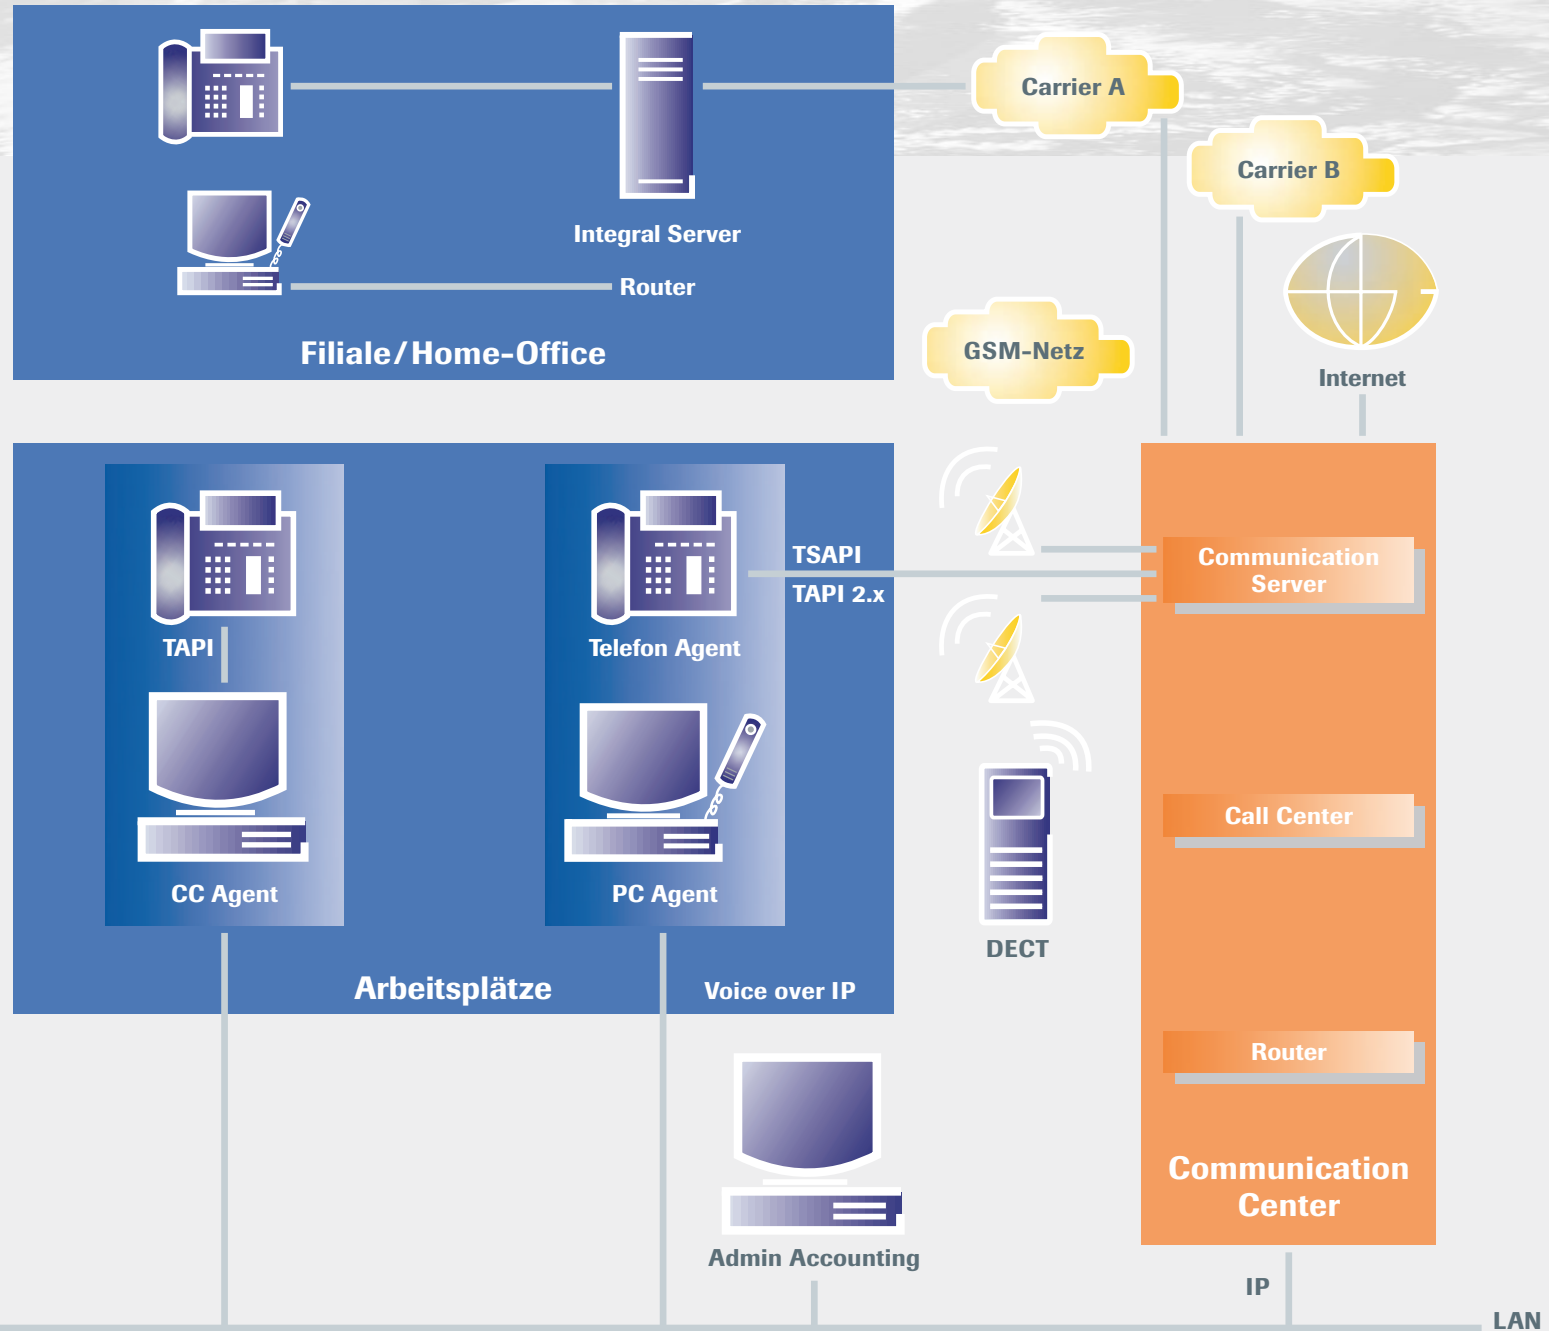 Carrier A
Carrier B
Integral Server
Router
Filiale/Home-Office
GSM-Netz
Internet
TSAPI
TAPI 2.x
Communication
Server
TAPI
Telefon Agent
Call Center
CC Agent
PC Agent
DECT
Arbeitsplätze
Voice over IP
Router
Communication
Center
Admin Accounting
IP
LAN